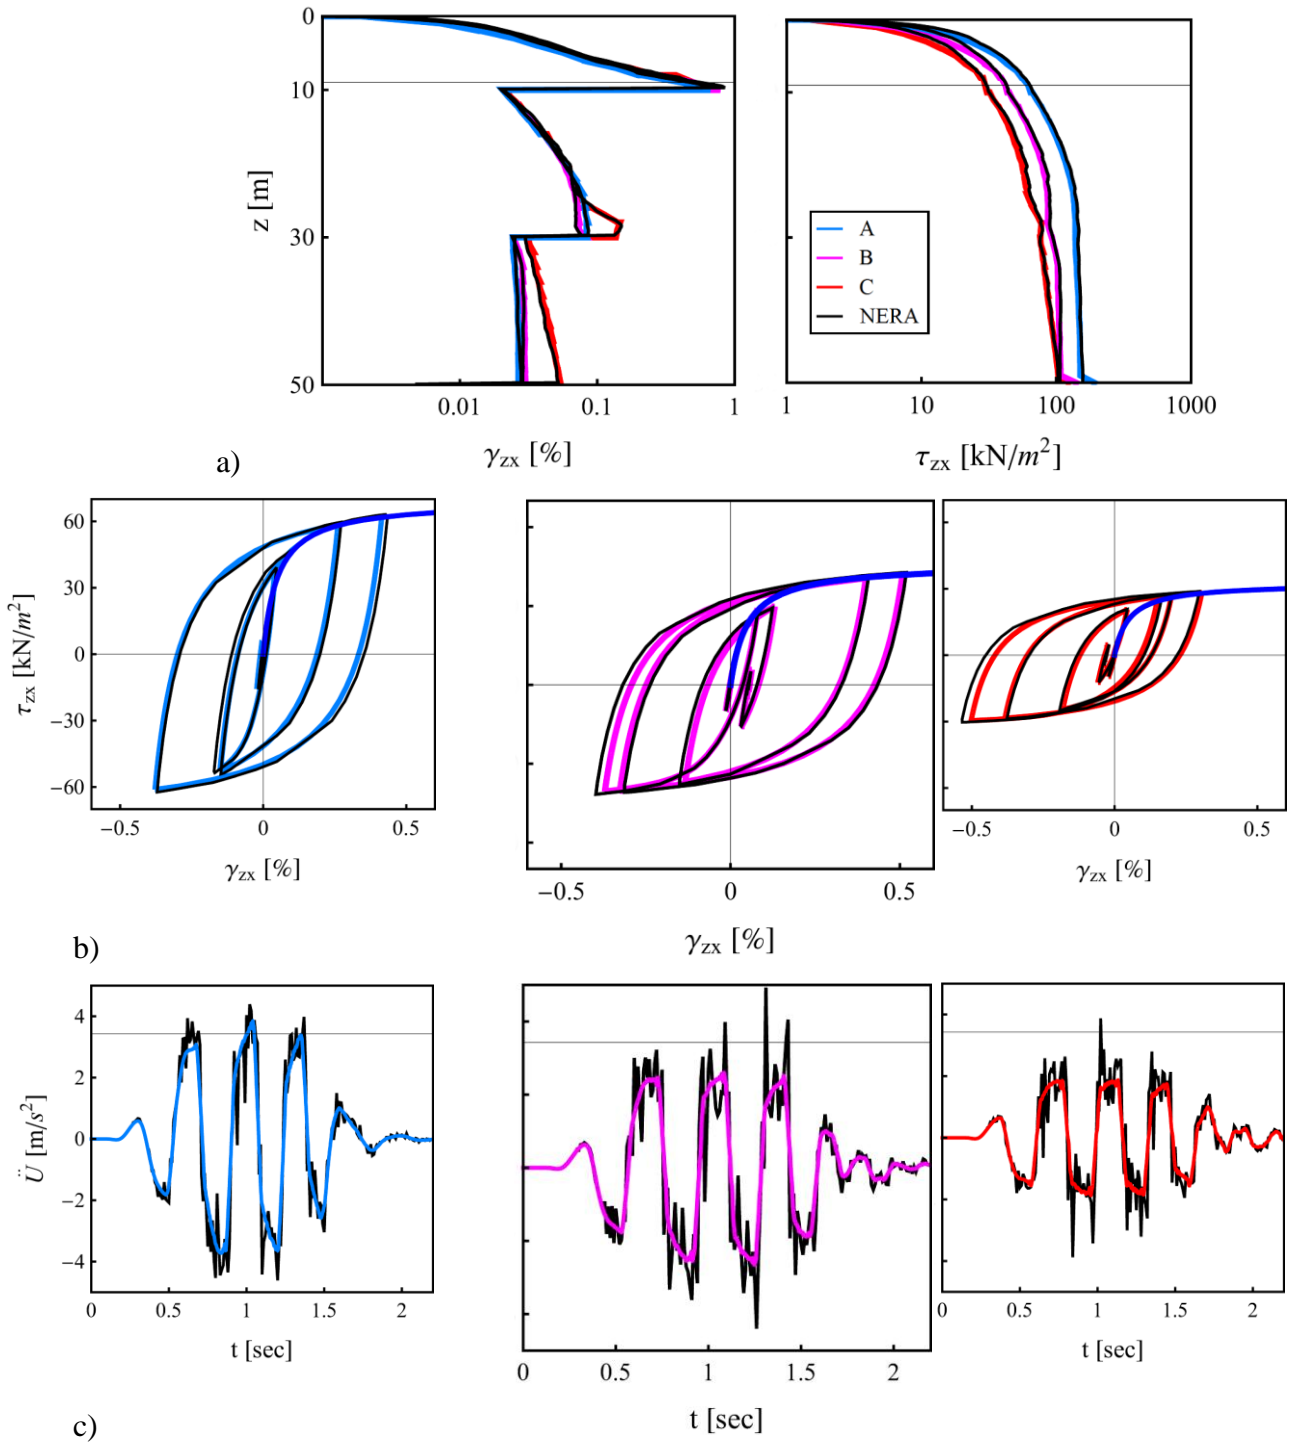 0
10
30
50
z [m]
0.01
0.1
1
γzx [%]
A
B
C
NERA
1
10
100
1000
τzx [kN/m²]
a)
60
30
0
−30
−60
τzx [kN/m²]
−0.5
0
0.5
γzx [%]
−0.5
0
0.5
γzx [%]
−0.5
0
0.5
γzx [%]
b)
4
2
0
−2
−4
Ü [m/s²]
0
0.5
1
1.5
2
t [sec]
0
0.5
1
1.5
2
t [sec]
0
0.5
1
1.5
2
t [sec]
c)